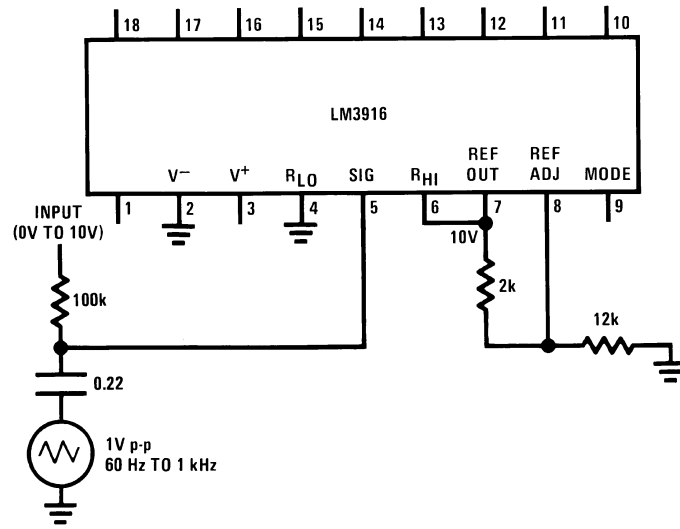 18 17 16 15 14 13 12 11 10
LM3916
V− V+ RLO SIG RHI REF OUT REF ADJ MODE
1 2 3 4 5 6 7 8 9
INPUT
(0V TO 10V)
10V
100k
2k
12k
0.22
1V p-p
60 Hz TO 1 kHz